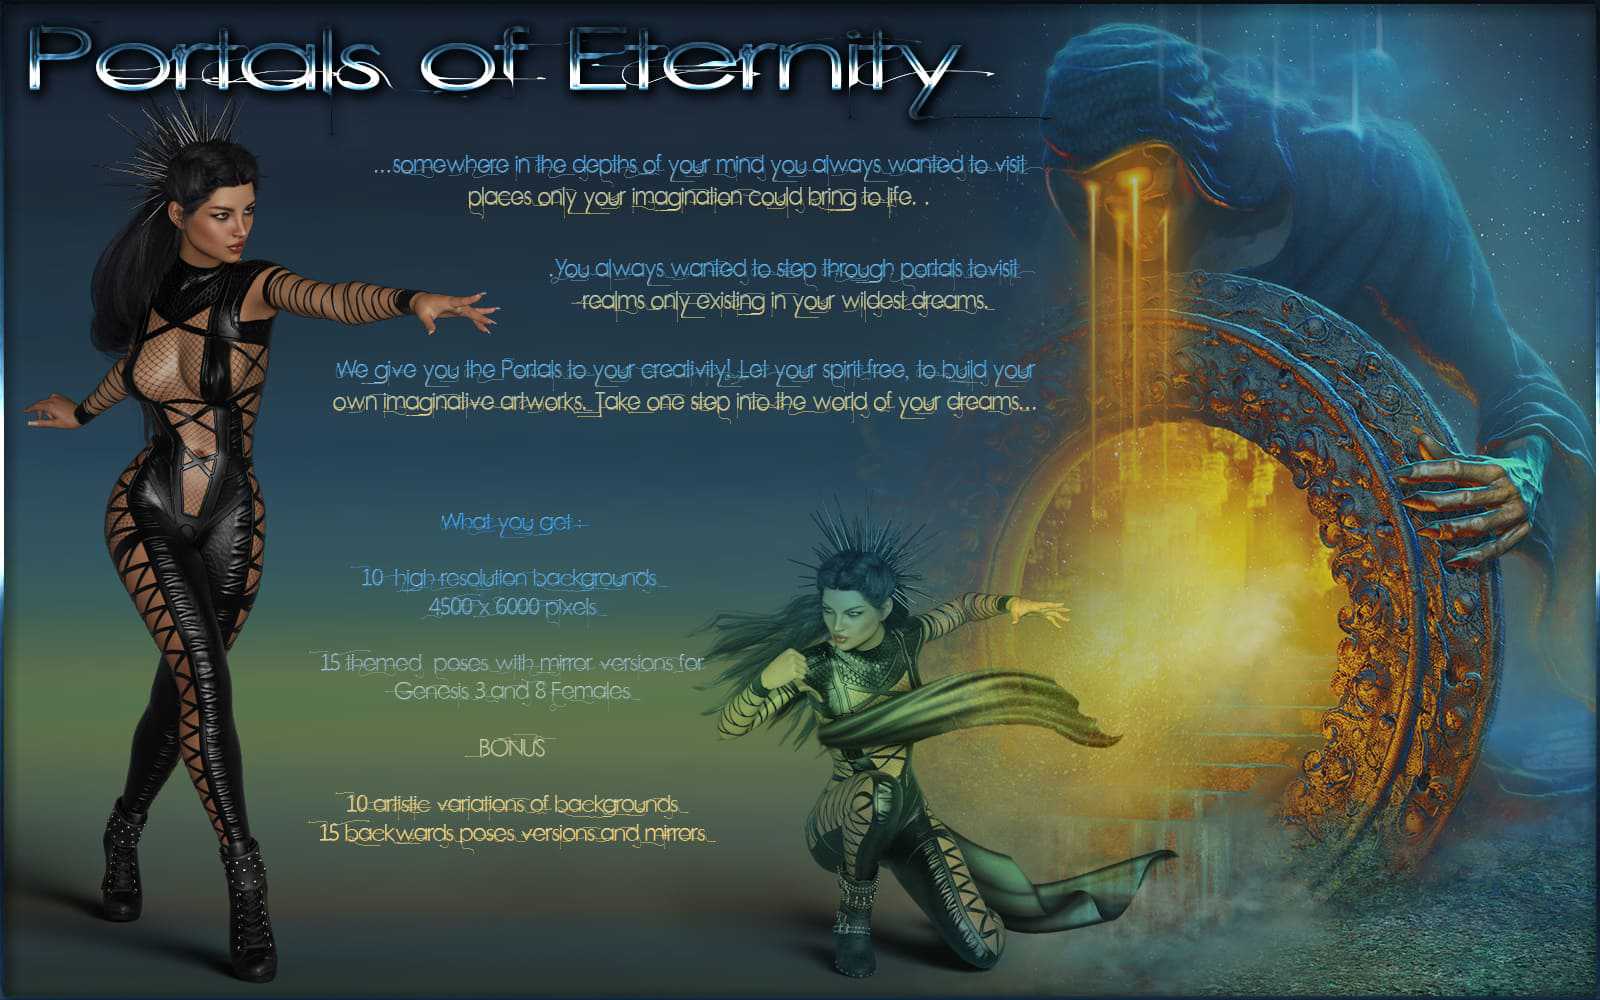 Portals of Eternity
...somewhere in the depths of your mind you always wanted to visit
places only your imagination could bring to life. .
.You always wanted to step through portals tovisit
realms only existing in your wildest dreams.
We give you the Portals to your creativity! Let your spirit free, to build your
own imaginative artworks. Take one step into the world of your dreams...
What you get :
10 high-resolution backgrounds
4500 x 6000 pixels
15 themed poses with mirror versions for
Genesis 3 and 8 Females
BONUS
10 artistic variations of backgrounds
15 backwards poses versions and mirrors